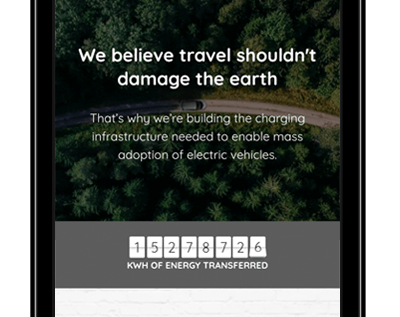 We believe travel shouldn't
damage the earth
That's why we're building the charging
infrastructure needed to enable mass
adoption of electric vehicles.
15278726
KWH OF ENERGY TRANSFERRED